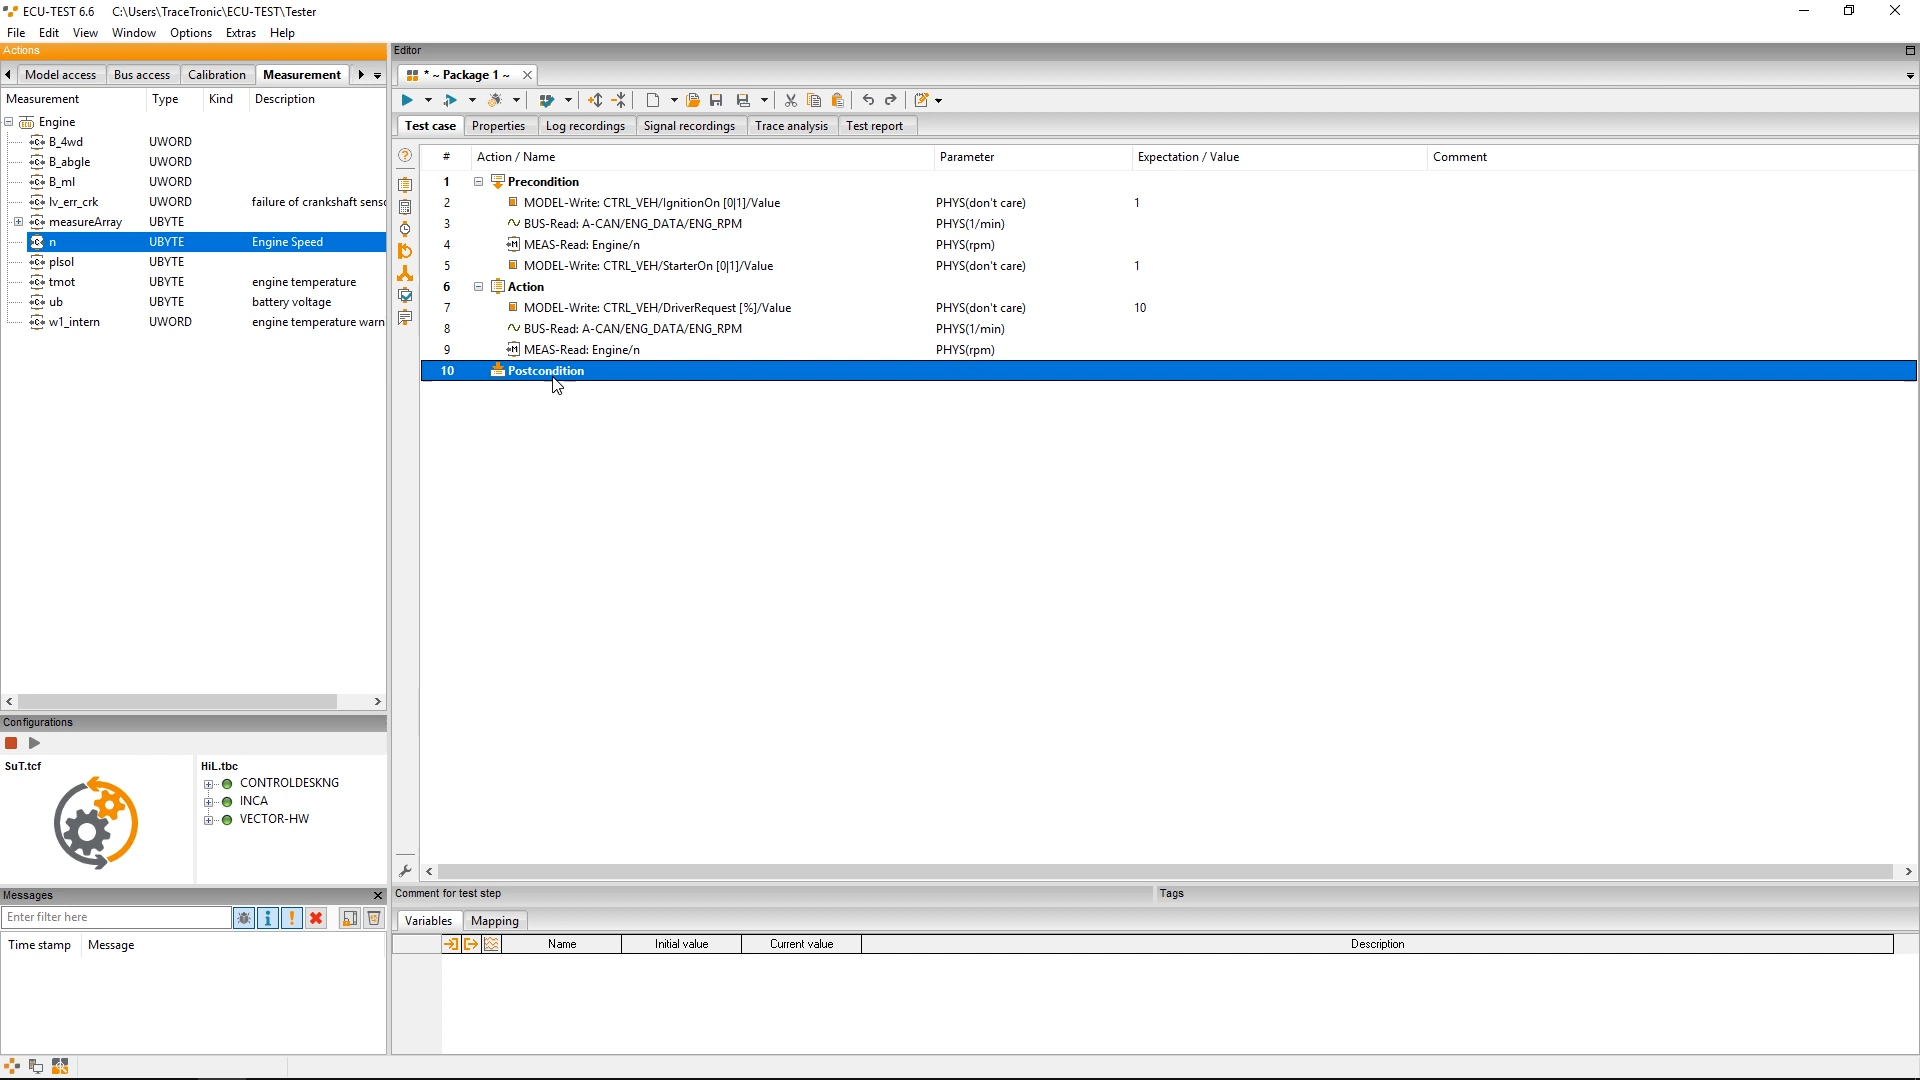 ECU-TEST 6.6 C:\Users\TraceTronic\ECU-TEST\Tester
File Edit View Window Options Extras Help
Actions
Model access Bus access Calibration Measurement
Measurement Type Kind Description
Engine
B_4wd UWORD
B_abgle UWORD
B_ml UWORD
lv_err_crk UWORD failure of crankshaft sens
measureArray UBYTE
n UBYTE Engine Speed
plsol UBYTE
tmot UBYTE engine temperature
ub UBYTE battery voltage
w1_intern UWORD engine temperature warn
Configurations
SuT.tcf
HiL.tbc
CONTROLDESKNG
INCA
VECTOR-HW
Messages
Enter filter here
Time stamp Message
Editor
* ~ Package 1 ~
Test case Properties Log recordings Signal recordings Trace analysis Test report
# Action / Name Parameter Expectation / Value Comment
1 Precondition
2 MODEL-Write: CTRL_VEH/IgnitionOn [0|1]/Value PHYS(don't care) 1
3 BUS-Read: A-CAN/ENG_DATA/ENG_RPM PHYS(1/min)
4 MEAS-Read: Engine/n PHYS(rpm)
5 MODEL-Write: CTRL_VEH/StarterOn [0|1]/Value PHYS(don't care) 1
6 Action
7 MODEL-Write: CTRL_VEH/DriverRequest [%]/Value PHYS(don't care) 10
8 BUS-Read: A-CAN/ENG_DATA/ENG_RPM PHYS(1/min)
9 MEAS-Read: Engine/n PHYS(rpm)
10 Postcondition
Comment for test step Tags
Variables Mapping
Name Initial value Current value Description